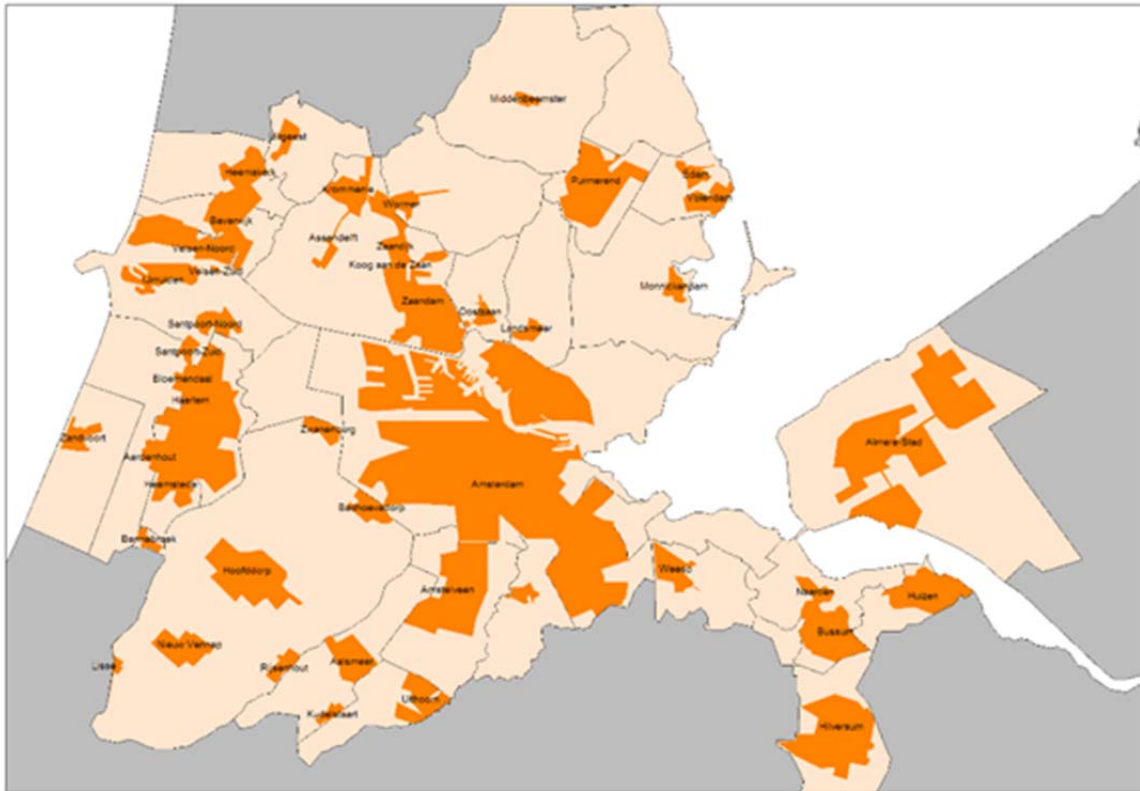 Middenbeemster
Uitgeest
Heemskerk
Krommenie
Purmerend
Edam
Volendam
Wormer
Beverwijk
Assendelft
Velsen-Noord
Zaandijk
Koog aan de Zaan
Velsen-Zuid
IJmuiden
Monnickendam
Zaandam
Oostzaan
Landsmeer
Santpoort-Noord
Santpoort-Zuid
Bloemendaal
Haarlem
Zwanenburg
Zandvoort
Almere-Stad
Aerdenhout
Heemstede
Amsterdam
Badhoevedorp
Bennebroek
Hoofddorp
Weesp
Amstelveen
Naarden
Huizen
Bussum
Nieuw Vennep
Lisse
Rijsenhout
Aalsmeer
Uithoorn
Kudelstaart
Hilversum